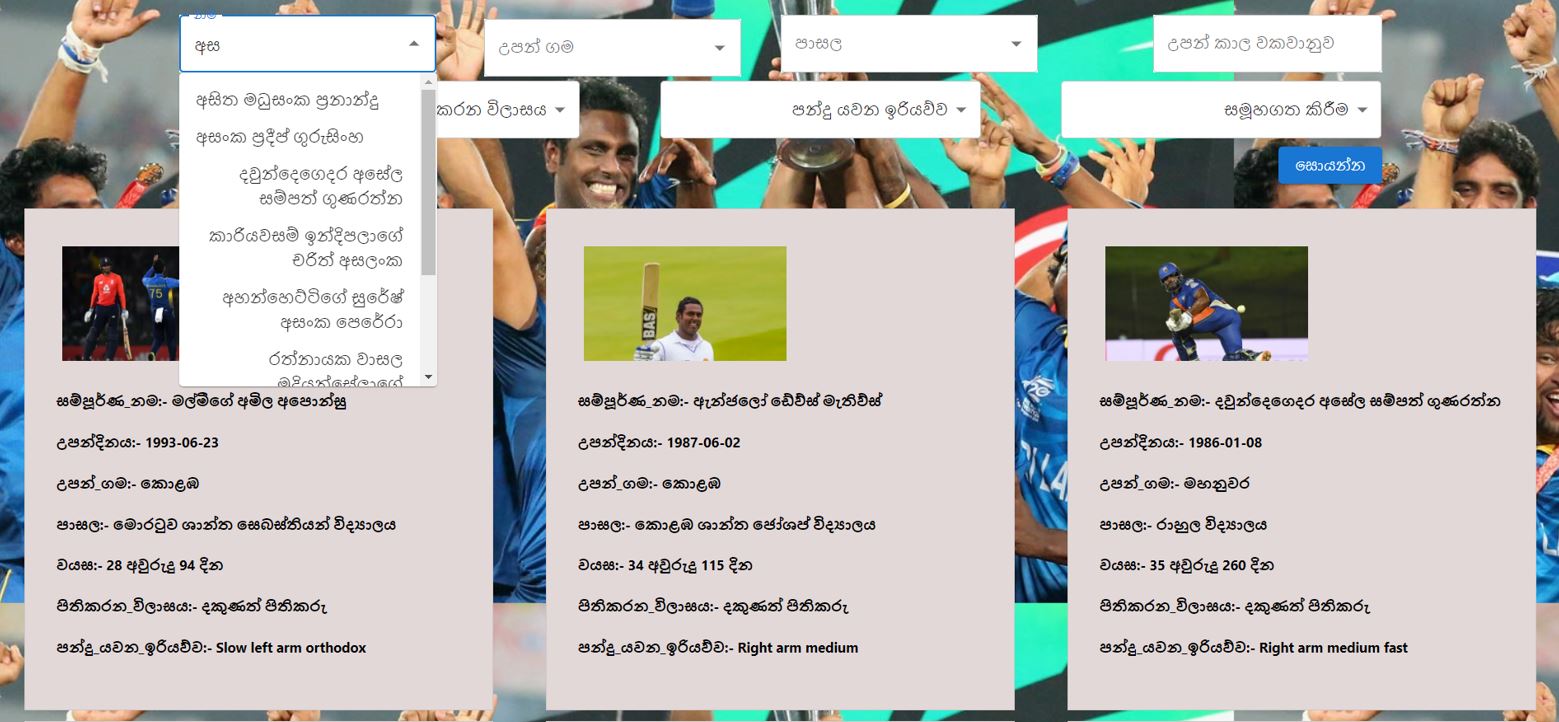 නම
අස
උපන් ගම
පාසල
උපන් කාල වකවානුව
කරන විලාසය
පන්දු යවන ඉරියව්ව
සමූහගත කිරීම
සොයන්න
අසිත මධුසංක ප්‍රනාන්දු
අසංක ප්‍රදීප් ගුරුසිංහ
දවුන්දෙගෙදර අසේල
සම්පත් ගුණරත්න
කාරියවසම් ඉන්දිපලාගේ
චරිත් අසලංක
අහන්හෙට්ටිගේ සුරේෂ්
අසංක පෙරේරා
රත්නායක වාසල
මුදියන්සේලාගේ
75
BAS
සම්පූර්ණ_නම:- මල්මීගේ අමිල අපොන්සු
උපන්දිනය:- 1993-06-23
උපන්_ගම:- කොළඹ
පාසල:- මොරටුව ශාන්ත සෙබස්තියන් විද්‍යාලය
වයස:- 28 අවුරුදු 94 දින
පිතිකරන_විලාසය:- දකුණත් පිතිකරු
පන්දු_යවන_ඉරියව්ව:- Slow left arm orthodox
සම්පූර්ණ_නම:- ඇන්ජලෝ ඩේවිස් මැතිව්ස්
උපන්දිනය:- 1987-06-02
උපන්_ගම:- කොළඹ
පාසල:- කොළඹ ශාන්ත ජෝශප් විද්‍යාලය
වයස:- 34 අවුරුදු 115 දින
පිතිකරන_විලාසය:- දකුණත් පිතිකරු
පන්දු_යවන_ඉරියව්ව:- Right arm medium
සම්පූර්ණ_නම:- දවුන්දෙගෙදර අසේල සම්පත් ගුණරත්න
උපන්දිනය:- 1986-01-08
උපන්_ගම:- මහනුවර
පාසල:- රාහුල විද්‍යාලය
වයස:- 35 අවුරුදු 260 දින
පිතිකරන_විලාසය:- දකුණත් පිතිකරු
පන්දු_යවන_ඉරියව්ව:- Right arm medium fast